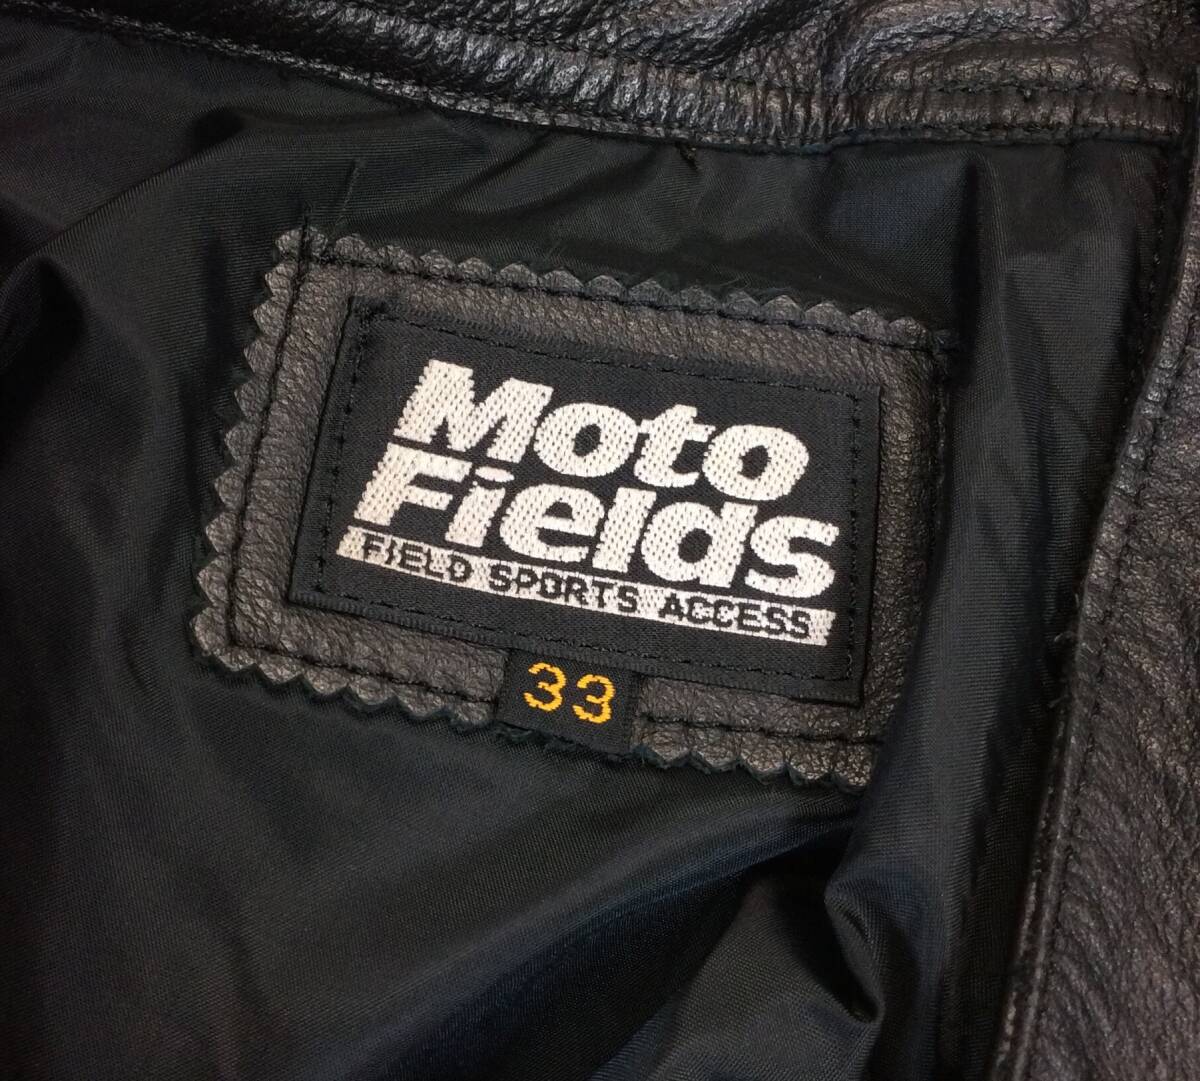 Moto
Fields
FIELD SPORTS ACCESS
33